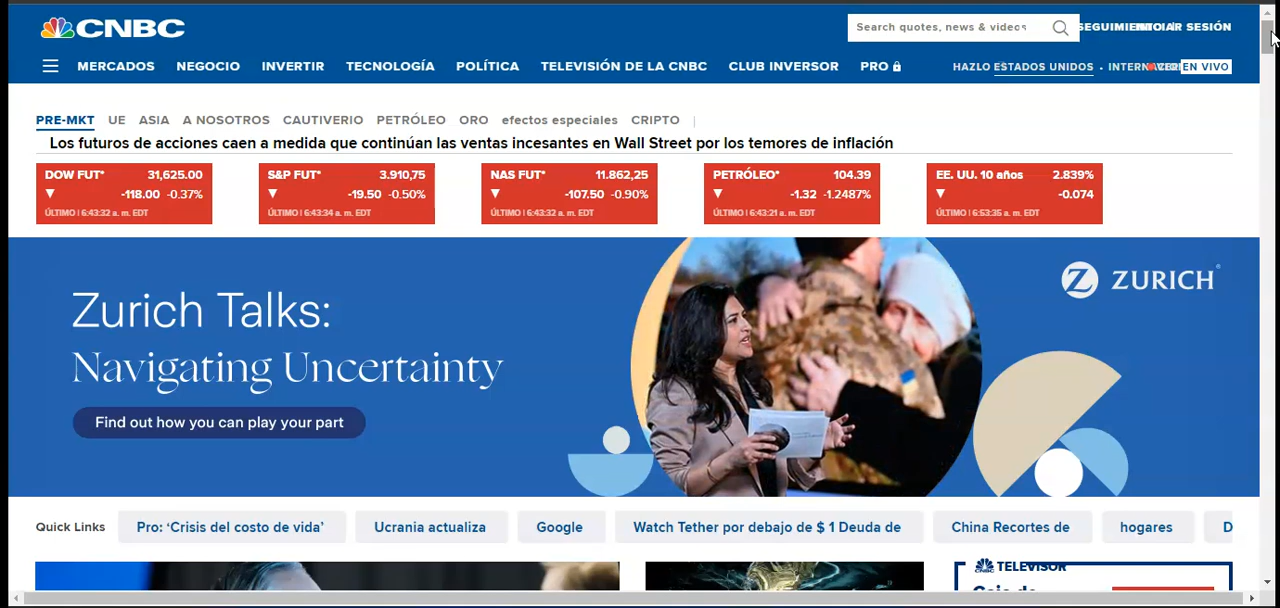 CNBC
Search quotes, news & videos
SEGUIMIENTO
INICIAR SESIÓN
MERCADOS NEGOCIO INVERTIR TECNOLOGÍA POLÍTICA TELEVISIÓN DE LA CNBC CLUB INVERSOR PRO
HAZLO ESTADOS UNIDOS • EN VIVO
PRE-MKT UE ASIA A NOSOTROS CAUTIVERIO PETRÓLEO ORO efectos especiales CRIPTO
Los futuros de acciones caen a medida que continúan las ventas incesantes en Wall Street por los temores de inflación
DOW FUT* 31,625.00
-118.00 -0.37%
ÚLTIMO | 6:43:32 a. m. EDT
S&P FUT* 3.910,75
-19.50 -0.50%
ÚLTIMO | 6:43:34 a. m. EDT
NAS FUT* 11.862,25
-107.50 -0.90%
ÚLTIMO | 6:43:32 a. m. EDT
PETRÓLEO* 104.39
-1.32 -1.2487%
ÚLTIMO | 6:43:21 a. m. EDT
EE. UU. 10 años 2.839%
-0.074
ÚLTIMO | 6:53:35 a. m. EDT
Zurich Talks:
Navigating Uncertainty
Find out how you can play your part
ZURICH
Quick Links Pro: ‘Crisis del costo de vida’ Ucrania actualiza Google Watch Tether por debajo de $ 1 Deuda de China Recortes de hogares D
TELEVISOR